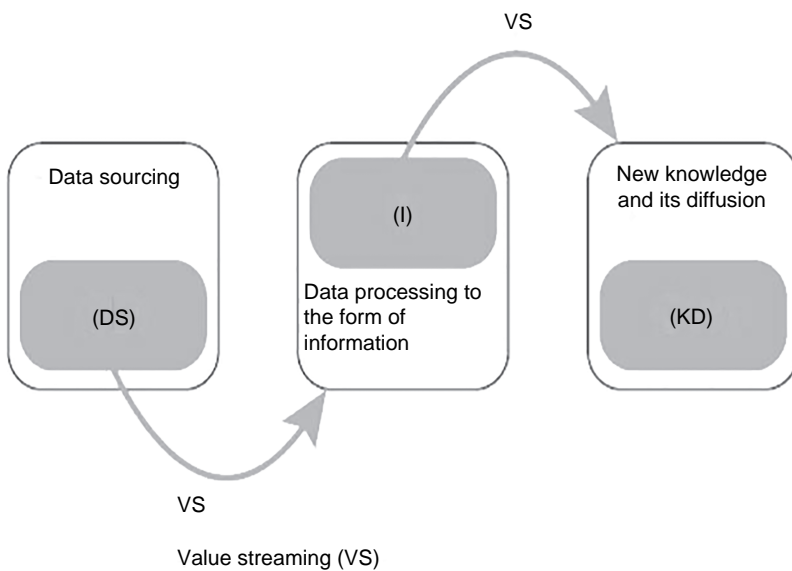 VS
Data sourcing
(DS)
(I)
Data processing to
the form of
information
New knowledge
and its diffusion
(KD)
VS
Value streaming (VS)